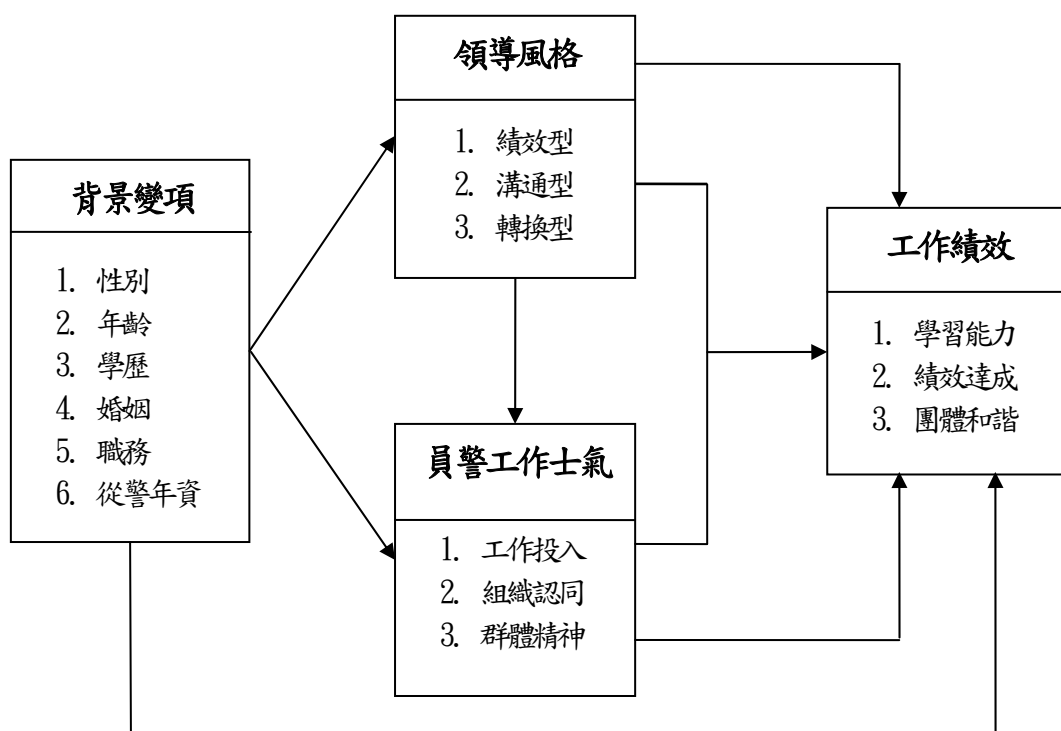 領導風格
1. 績效型
2. 溝通型
3. 轉換型
背景變項
1. 性別
2. 年齡
3. 學歷
4. 婚姻
5. 職務
6. 從警年資
員警工作士氣
1. 工作投入
2. 組織認同
3. 群體精神
工作績效
1. 學習能力
2. 績效達成
3. 團體和諧